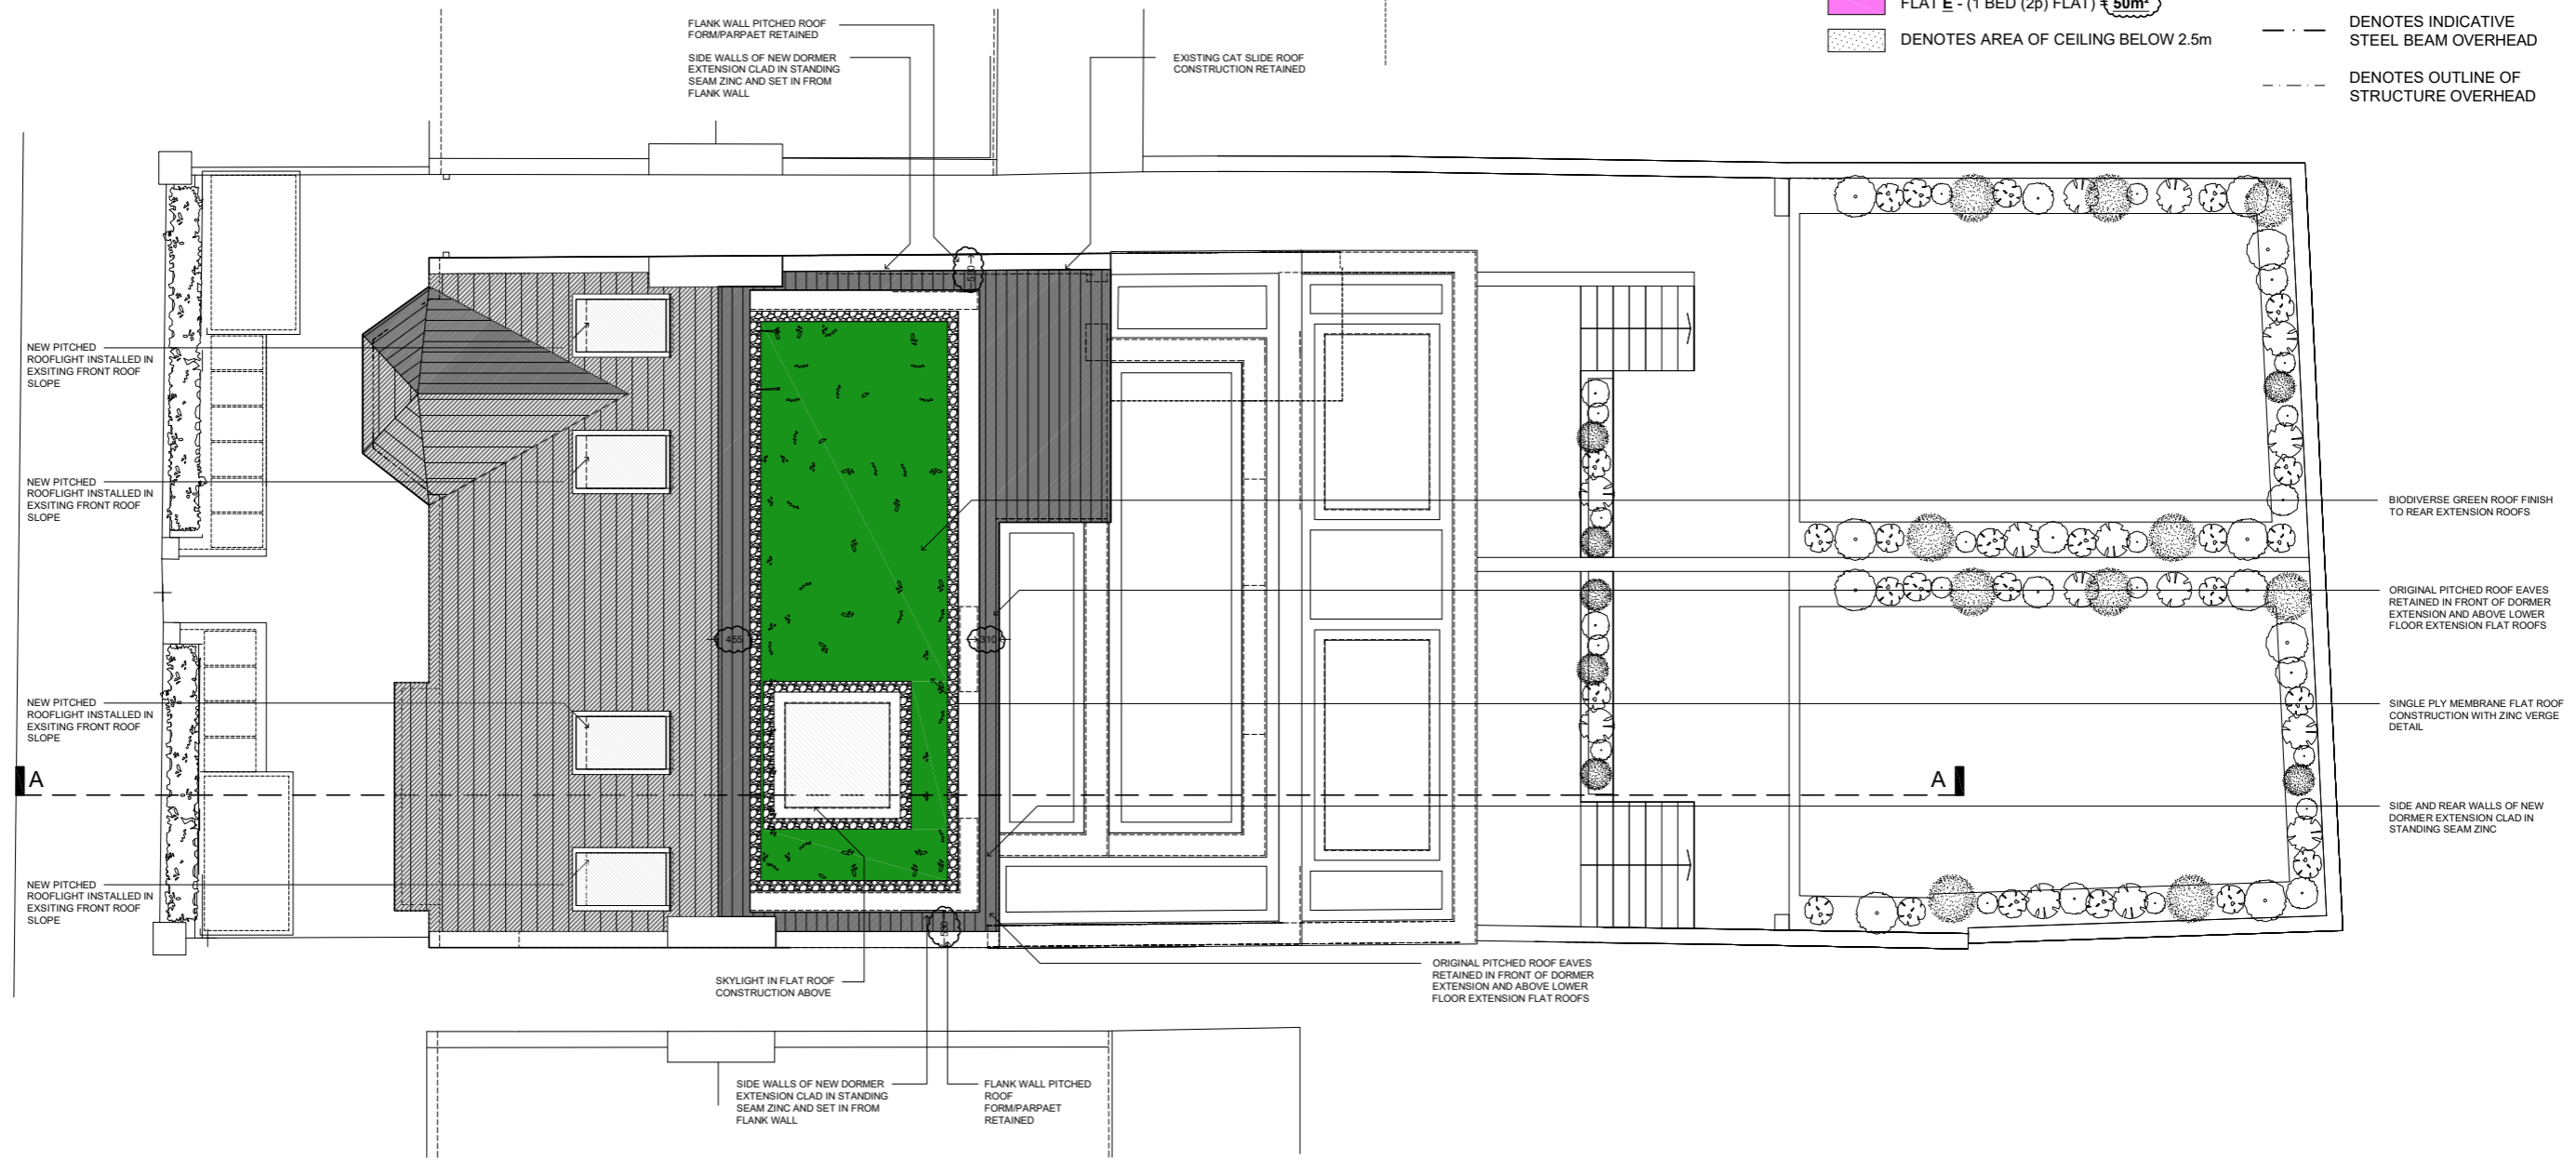 FLAT E - (1 BED (2p) FLAT) = 50m²
DENOTES AREA OF CEILING BELOW 2.5m
DENOTES INDICATIVE
STEEL BEAM OVERHEAD
DENOTES OUTLINE OF
STRUCTURE OVERHEAD
FLANK WALL PITCHED ROOF
FORM/PARPAET RETAINED
SIDE WALLS OF NEW DORMER
EXTENSION CLAD IN STANDING
SEAM ZINC AND SET IN FROM
FLANK WALL
EXISTING CAT SLIDE ROOF
CONSTRUCTION RETAINED
530
NEW PITCHED
ROOFLIGHT INSTALLED IN
EXSITING FRONT ROOF
SLOPE
NEW PITCHED
ROOFLIGHT INSTALLED IN
EXSITING FRONT ROOF
SLOPE
BIODIVERSE GREEN ROOF FINISH
TO REAR EXTENSION ROOFS
ORIGINAL PITCHED ROOF EAVES
RETAINED IN FRONT OF DORMER
EXTENSION AND ABOVE LOWER
FLOOR EXTENSION FLAT ROOFS
455
310
NEW PITCHED
ROOFLIGHT INSTALLED IN
EXSITING FRONT ROOF
SLOPE
SINGLE PLY MEMBRANE FLAT ROOF
CONSTRUCTION WITH ZINC VERGE
DETAIL
A
A
SIDE AND REAR WALLS OF NEW
DORMER EXTENSION CLAD IN
STANDING SEAM ZINC
NEW PITCHED
ROOFLIGHT INSTALLED IN
EXSITING FRONT ROOF
SLOPE
SKYLIGHT IN FLAT ROOF
CONSTRUCTION ABOVE
ORIGINAL PITCHED ROOF EAVES
RETAINED IN FRONT OF DORMER
EXTENSION AND ABOVE LOWER
FLOOR EXTENSION FLAT ROOFS
SIDE WALLS OF NEW DORMER
EXTENSION CLAD IN STANDING
SEAM ZINC AND SET IN FROM
FLANK WALL
FLANK WALL PITCHED
ROOF
FORM/PARPAET
RETAINED